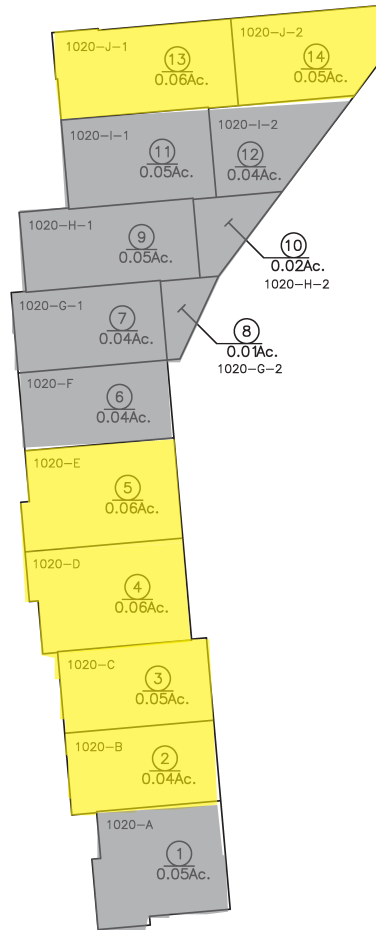 1020-J-1
13
0.06Ac.
1020-J-2
14
0.05Ac.
1020-I-1
11
0.05Ac.
1020-I-2
12
0.04Ac.
1020-H-1
9
0.05Ac.
10
0.02Ac.
1020-H-2
1020-G-1
7
0.04Ac.
8
0.01Ac.
1020-G-2
1020-F
6
0.04Ac.
1020-E
5
0.06Ac.
1020-D
4
0.06Ac.
1020-C
3
0.05Ac.
1020-B
2
0.04Ac.
1020-A
1
0.05Ac.